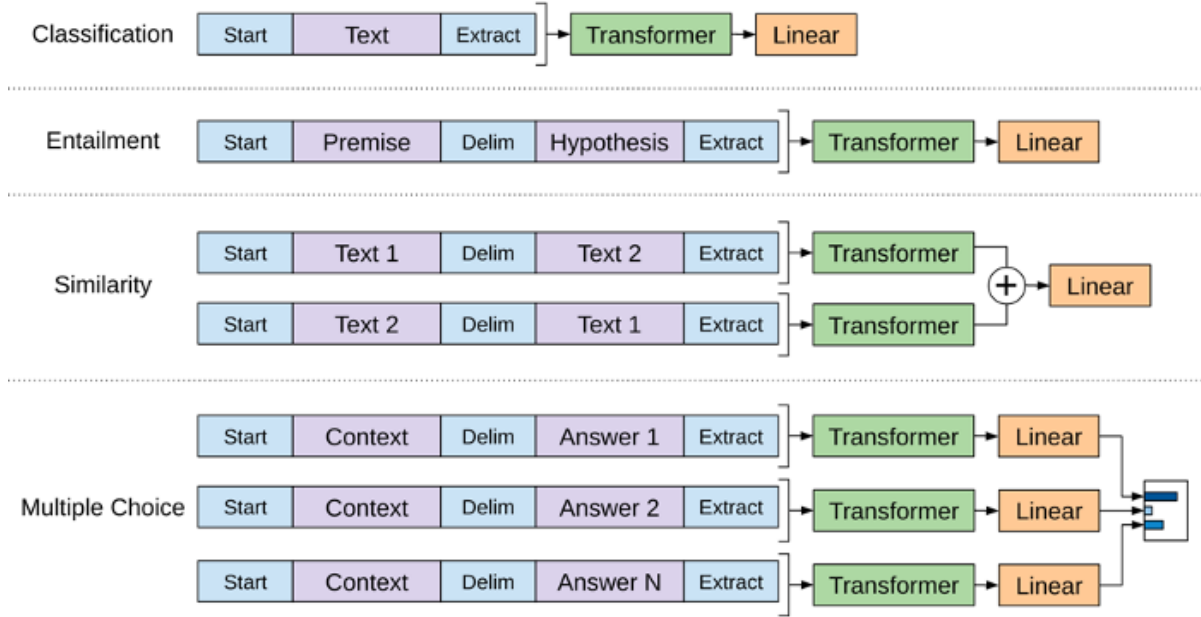 Classification Start Text Extract Transformer Linear
Entailment Start Premise Delim Hypothesis Extract Transformer Linear
Similarity
Start Text 1 Delim Text 2 Extract Transformer
+ Linear
Start Text 2 Delim Text 1 Extract Transformer
Multiple Choice
Start Context Delim Answer 1 Extract Transformer Linear
Start Context Delim Answer 2 Extract Transformer Linear
Start Context Delim Answer N Extract Transformer Linear